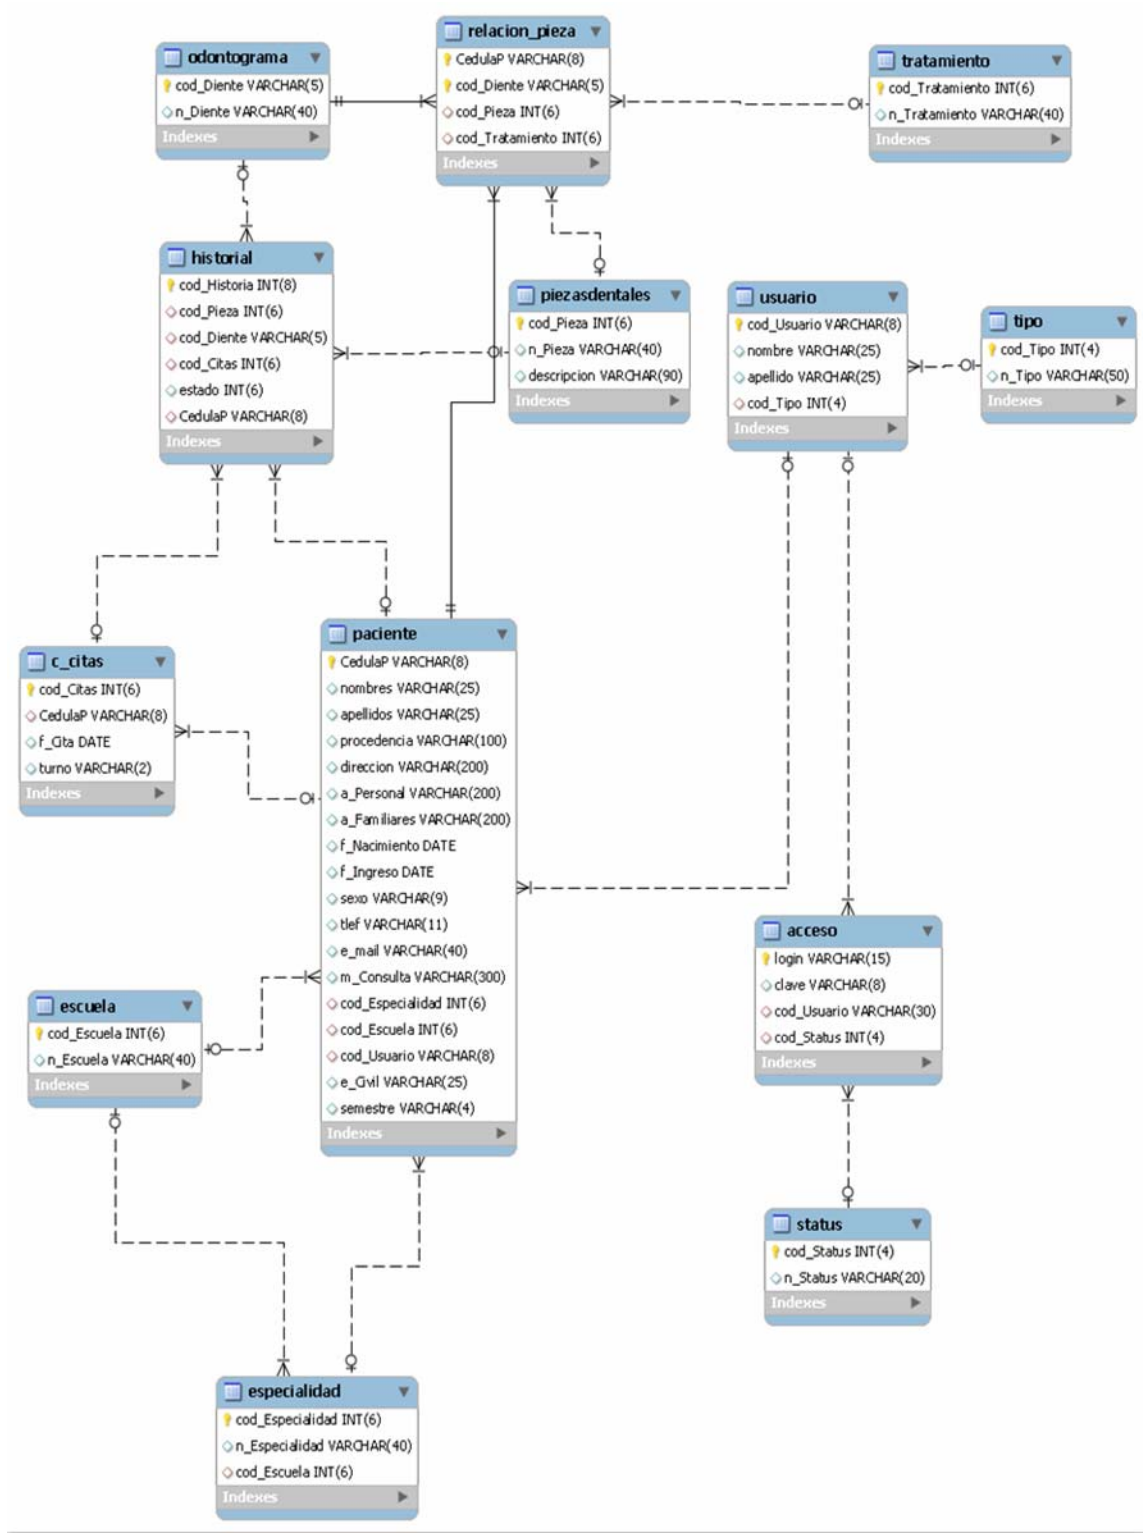 odontograma
cod_Diente VARCHAR(5)
n_Diente VARCHAR(40)
Indexes
relacion_pieza
CedulaP VARCHAR(8)
cod_Diente VARCHAR(5)
cod_Pieza INT(6)
cod_Tratamiento INT(6)
Indexes
tratamiento
cod_Tratamiento INT(6)
n_Tratamiento VARCHAR(40)
Indexes
historial
cod_Historia INT(8)
cod_Pieza INT(6)
cod_Diente VARCHAR(5)
cod_Citas INT(6)
estado INT(6)
CedulaP VARCHAR(8)
Indexes
piezasdentales
cod_Pieza INT(6)
n_Pieza VARCHAR(40)
descripcion VARCHAR(90)
Indexes
usuario
cod_Usuario VARCHAR(8)
nombre VARCHAR(25)
apellido VARCHAR(25)
cod_Tipo INT(4)
Indexes
tipo
cod_Tipo INT(4)
n_Tipo VARCHAR(50)
Indexes
c_citas
cod_Citas INT(6)
CedulaP VARCHAR(8)
f_Cita DATE
turno VARCHAR(2)
Indexes
paciente
CedulaP VARCHAR(8)
nombres VARCHAR(25)
apellidos VARCHAR(25)
procedencia VARCHAR(100)
direccion VARCHAR(200)
a_Personal VARCHAR(200)
a_Familiares VARCHAR(200)
f_Nacimiento DATE
f_Ingreso DATE
sexo VARCHAR(9)
tlef VARCHAR(11)
e_mail VARCHAR(40)
m_Consulta VARCHAR(300)
cod_Especialidad INT(6)
cod_Escuela INT(6)
cod_Usuario VARCHAR(8)
e_Civil VARCHAR(25)
semestre VARCHAR(4)
Indexes
acceso
login VARCHAR(15)
clave VARCHAR(8)
cod_Usuario VARCHAR(30)
cod_Status INT(4)
Indexes
escuela
cod_Escuela INT(6)
n_Escuela VARCHAR(40)
Indexes
status
cod_Status INT(4)
n_Status VARCHAR(20)
Indexes
especialidad
cod_Especialidad INT(6)
n_Especialidad VARCHAR(40)
cod_Escuela INT(6)
Indexes